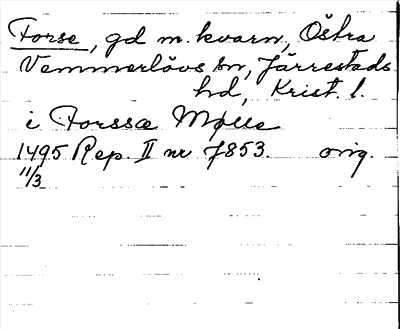 Forse, gd m. kvarn, Östra
Vemmerlövs sn, Järrestads
hd, Krist. l.
i Forssæ Mølle
1495 Rep. II nr 7853. orig.
11/3